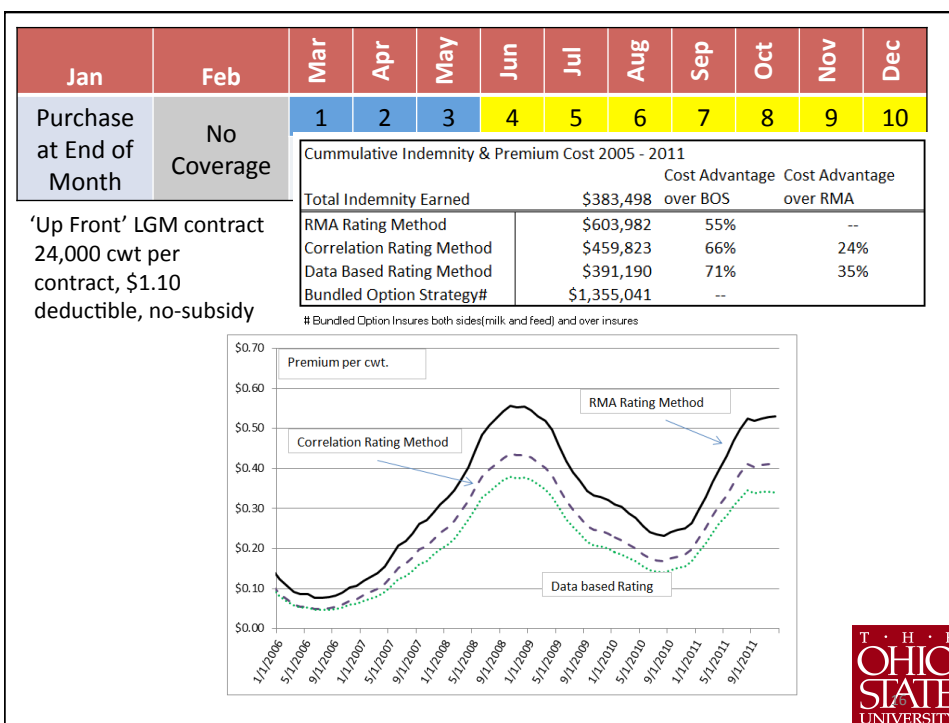 Jan Feb Mar Apr May Jun Jul Aug Sep Oct Nov Dec
Purchase
at End of
Month
No
Coverage
1 2 3 4 5 6 7 8 9 10
Cummulative Indemnity & Premium Cost 2005 - 2011
Cost Advantage Cost Advantage
Total Indemnity Earned $383,498 over BOS over RMA
RMA Rating Method $603,982 55% --
Correlation Rating Method $459,823 66% 24%
Data Based Rating Method $391,190 71% 35%
Bundled Option Strategy# $1,355,041 --
# Bundled Option Insures both sides(milk and feed) and over insures
‘Up Front’ LGM contract
24,000 cwt per
contract, $1.10
deductible, no-subsidy
Premium per cwt.
RMA Rating Method
Correlation Rating Method
Data based Rating
$0.70
$0.60
$0.50
$0.40
$0.30
$0.20
$0.10
$0.00
1/1/2006 5/1/2006 9/1/2006 1/1/2007 5/1/2007 9/1/2007 1/1/2008 5/1/2008 9/1/2008 1/1/2009 5/1/2009 9/1/2009 1/1/2010 5/1/2010 9/1/2010 1/1/2011 5/1/2011 9/1/2011
T · H · E
OHIO
STATE
UNIVERSITY
16